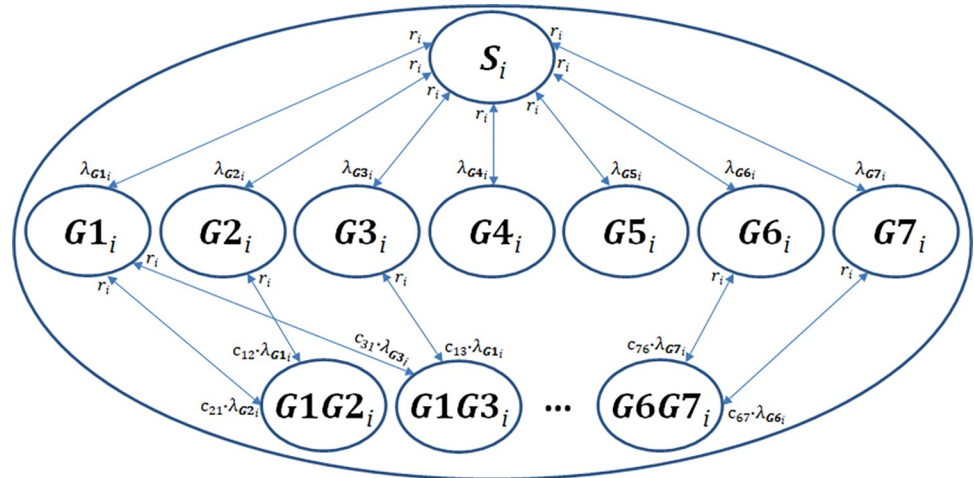 r_i S_i r_i
r_i r_i
r_i r_i r_i
λ_G1_i λ_G2_i λ_G3_i λ_G4_i λ_G5_i λ_G6_i λ_G7_i
G1_i G2_i G3_i G4_i G5_i G6_i G7_i
r_i r_i r_i r_i r_i r_i
c_12·λ_G1_i c_31·λ_G3_i c_13·λ_G1_i c_76·λ_G7_i
c_21·λ_G2_i G1G2_i G1G3_i ... G6G7_i c_67·λ_G6_i